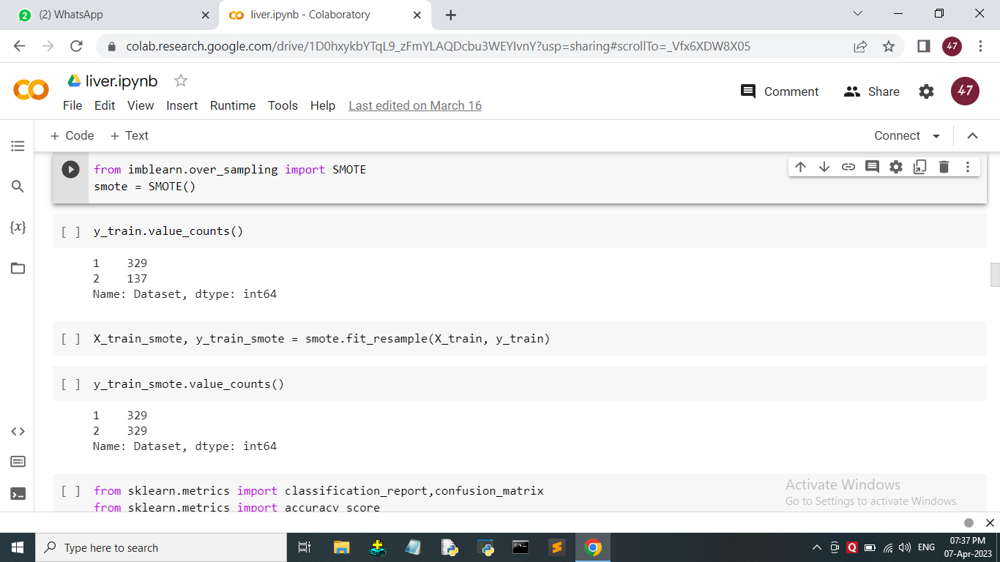 2 (2) WhatsApp
liver.ipynb - Colaboratory
colab.research.google.com/drive/1D0hxykbYTqL9_zFmYLAQDcbu3WEYIvnY?usp=sharing#scrollTo=_Vfx6XDW8X05
47
liver.ipynb
File Edit View Insert Runtime Tools Help Last edited on March 16
Comment Share 47
+ Code + Text Connect
from imblearn.over_sampling import SMOTE
smote = SMOTE()
{x}
[ ] y_train.value_counts()
1 329
2 137
Name: Dataset, dtype: int64
[ ] X_train_smote, y_train_smote = smote.fit_resample(X_train, y_train)
[ ] y_train_smote.value_counts()
1 329
2 329
Name: Dataset, dtype: int64
[ ] from sklearn.metrics import classification_report,confusion_matrix
from sklearn.metrics import accuracy_score
Activate Windows
Go to Settings to activate Windows.
Type here to search
Q
ENG
07:37 PM
07-Apr-2023